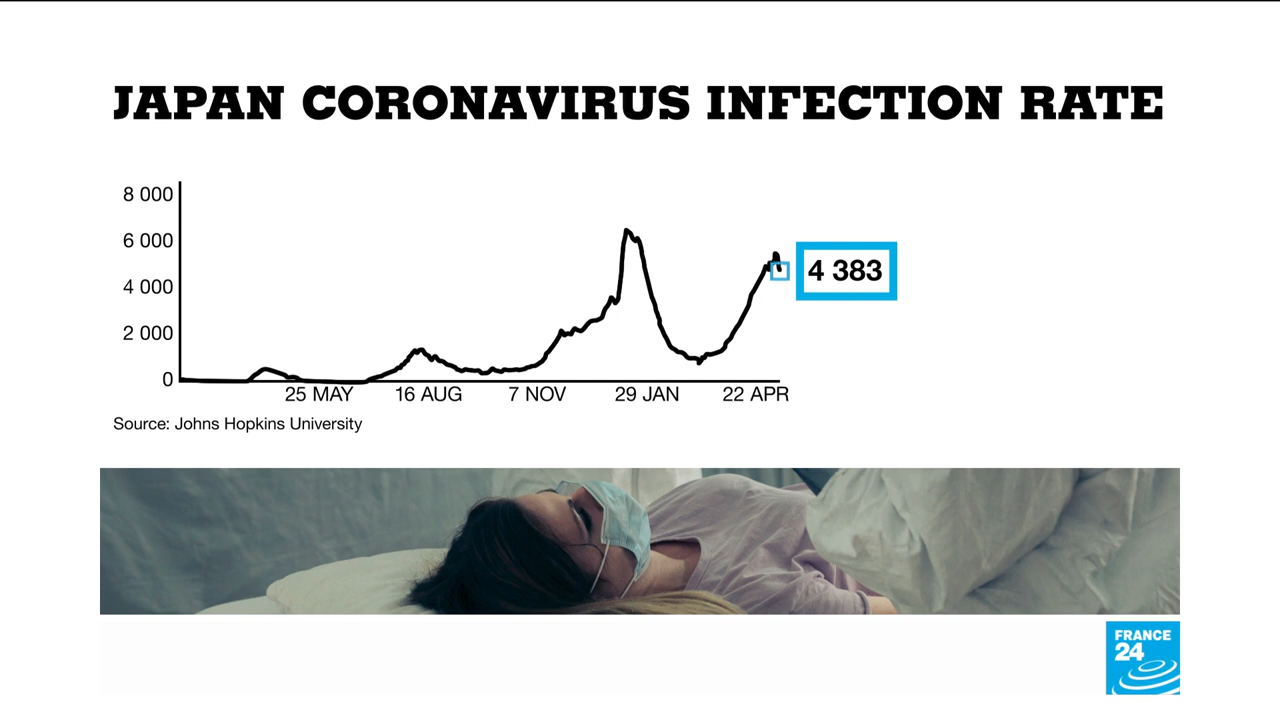 JAPAN CORONAVIRUS INFECTION RATE
8 000
6 000
4 000
2 000
0
4 383
25 MAY 16 AUG 7 NOV 29 JAN 22 APR
Source: Johns Hopkins University
FRANCE
24